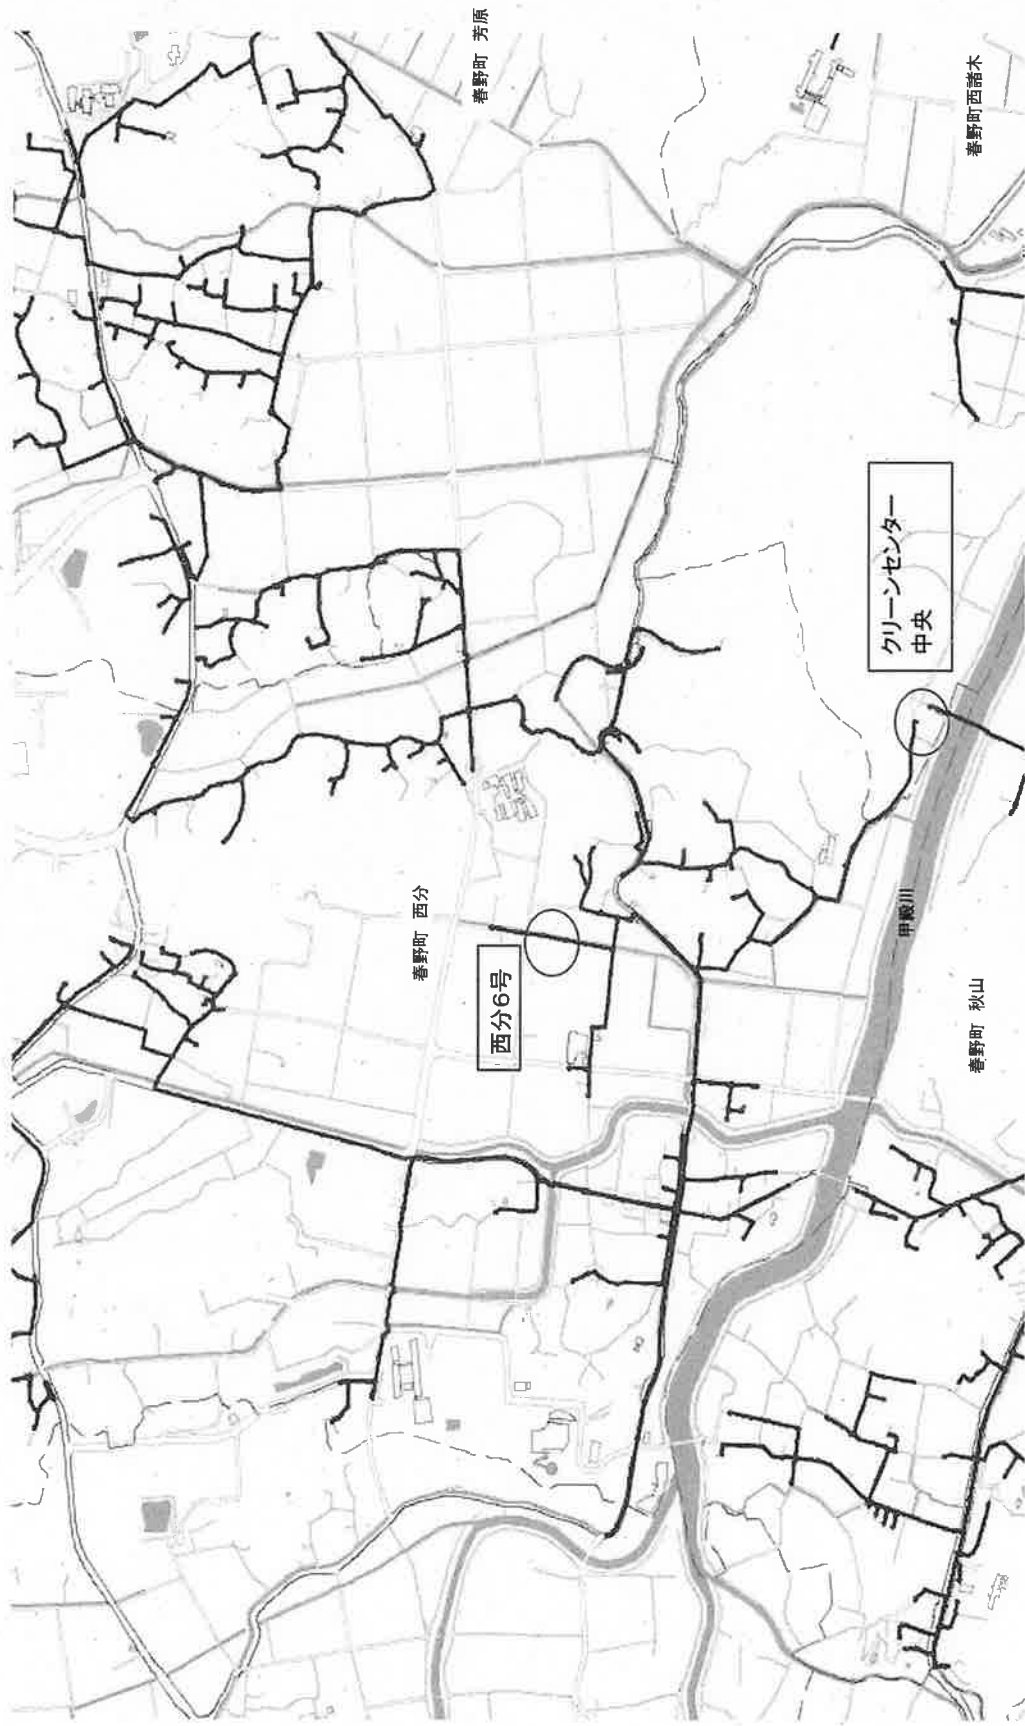 春野町 芳原
春野町西諸木
クリーンセンター
中央
春野町 西分
西分6号
甲殿川
春野町 秋山